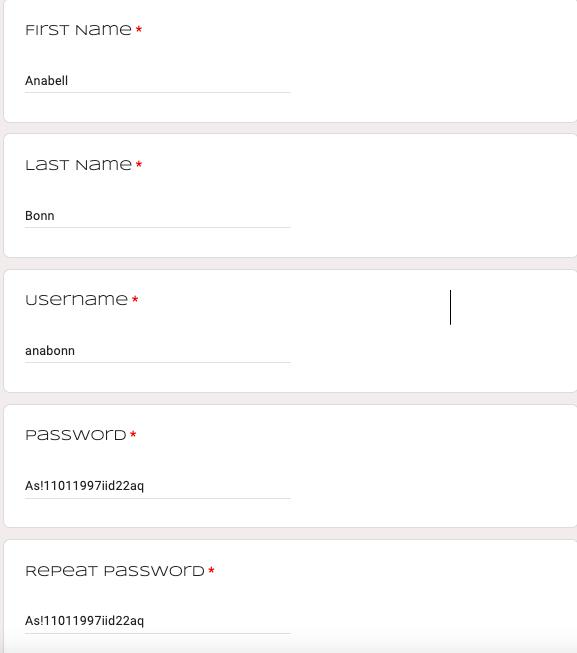 First Name *
Anabell
Last Name *
Bonn
Username *
anabonn
Password *
As!11011997iid22aq
Repeat Password *
As!11011997iid22aq